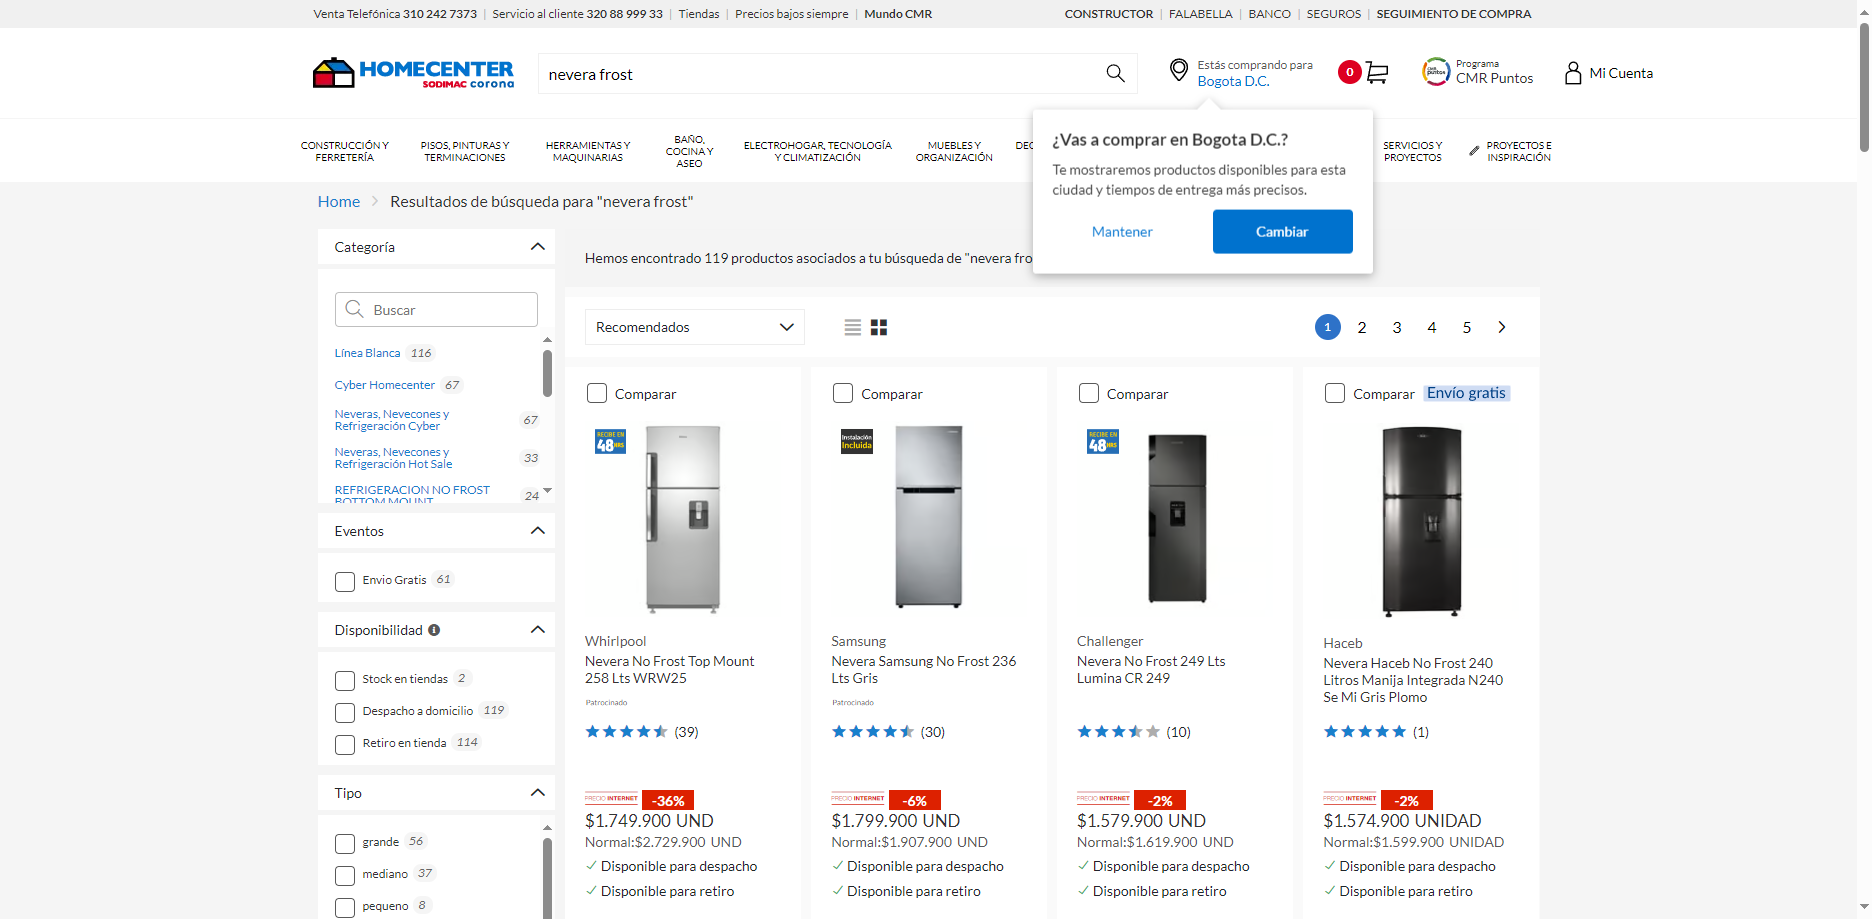 Venta Telefónica 310 242 7373 | Servicio al cliente 320 88 999 33 | Tiendas | Precios bajos siempre | Mundo CMR
CONSTRUCTOR | FALABELLA | BANCO | SEGUROS | SEGUIMIENTO DE COMPRA
HOMECENTER
SODIMAC corona
nevera frost
Estás comprando para
Bogota D.C.
0
CMR puntos
Programa
CMR Puntos
Mi Cuenta
CONSTRUCCIÓN Y
FERRETERÍA
PISOS, PINTURAS Y
TERMINACIONES
HERRAMIENTAS Y
MAQUINARIAS
BAÑO,
COCINA Y
ASEO
ELECTROHOGAR, TECNOLOGÍA
Y CLIMATIZACIÓN
MUEBLES Y
ORGANIZACIÓN
DEC
SERVICIOS Y
PROYECTOS
PROYECTOS E
INSPIRACIÓN
¿Vas a comprar en Bogota D.C.?
Te mostraremos productos disponibles para esta
ciudad y tiempos de entrega más precisos.
Mantener
Cambiar
Home > Resultados de búsqueda para "nevera frost"
Categoría
Buscar
Línea Blanca 116
Cyber Homecenter 67
Neveras, Nevecones y
Refrigeración Cyber 67
Neveras, Nevecones y
Refrigeración Hot Sale 33
REFRIGERACION NO FROST
BOTTOM MOUNT 24
Eventos
Envio Gratis 61
Disponibilidad
Stock en tiendas 2
Despacho a domicilio 119
Retiro en tienda 114
Tipo
grande 56
mediano 37
pequeno 8
Hemos encontrado 119 productos asociados a tu búsqueda de "nevera fro
Recomendados
1 2 3 4 5
Comparar
RECIBE EN
48HRS
Whirlpool
Nevera No Frost Top Mount
258 Lts WRW25
Patrocinado
(39)
PRECIO INTERNET -36%
$1.749.900 UND
Normal:$2.729.900 UND
Disponible para despacho
Disponible para retiro
Comparar
Instalación
Incluida
Samsung
Nevera Samsung No Frost 236
Lts Gris
Patrocinado
(30)
PRECIO INTERNET -6%
$1.799.900 UND
Normal:$1.907.900 UND
Disponible para despacho
Disponible para retiro
Comparar
RECIBE EN
48HRS
Challenger
Nevera No Frost 249 Lts
Lumina CR 249
(10)
PRECIO INTERNET -2%
$1.579.900 UND
Normal:$1.619.900 UND
Disponible para despacho
Disponible para retiro
Comparar Envío gratis
Haceb
Nevera Haceb No Frost 240
Litros Manija Integrada N240
Se Mi Gris Plomo
(1)
PRECIO INTERNET -2%
$1.574.900 UNIDAD
Normal:$1.599.900 UNIDAD
Disponible para despacho
Disponible para retiro